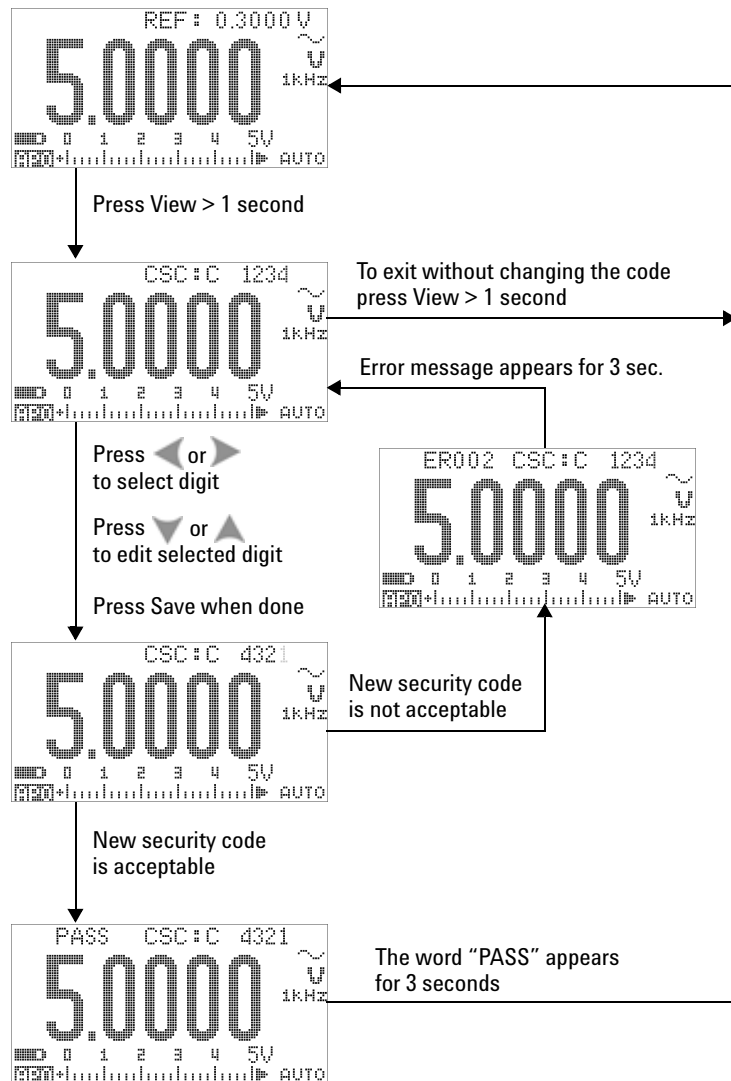 REF: 0.3000 V
5.0000
V
1kHz
0 1 2 3 4 5V
APO AUTO
Press View > 1 second
CSC:C 1234
5.0000
V
1kHz
0 1 2 3 4 5V
APO AUTO
To exit without changing the code
press View > 1 second
Error message appears for 3 sec.
Press or
to select digit
Press or
to edit selected digit
Press Save when done
ER002 CSC:C 1234
5.0000
V
1kHz
0 1 2 3 4 5V
APO AUTO
CSC:C 4321
5.0000
V
1kHz
0 1 2 3 4 5V
APO AUTO
New security code
is not acceptable
New security code
is acceptable
PASS CSC:C 4321
5.0000
V
1kHz
0 1 2 3 4 5V
APO AUTO
The word “PASS” appears
for 3 seconds